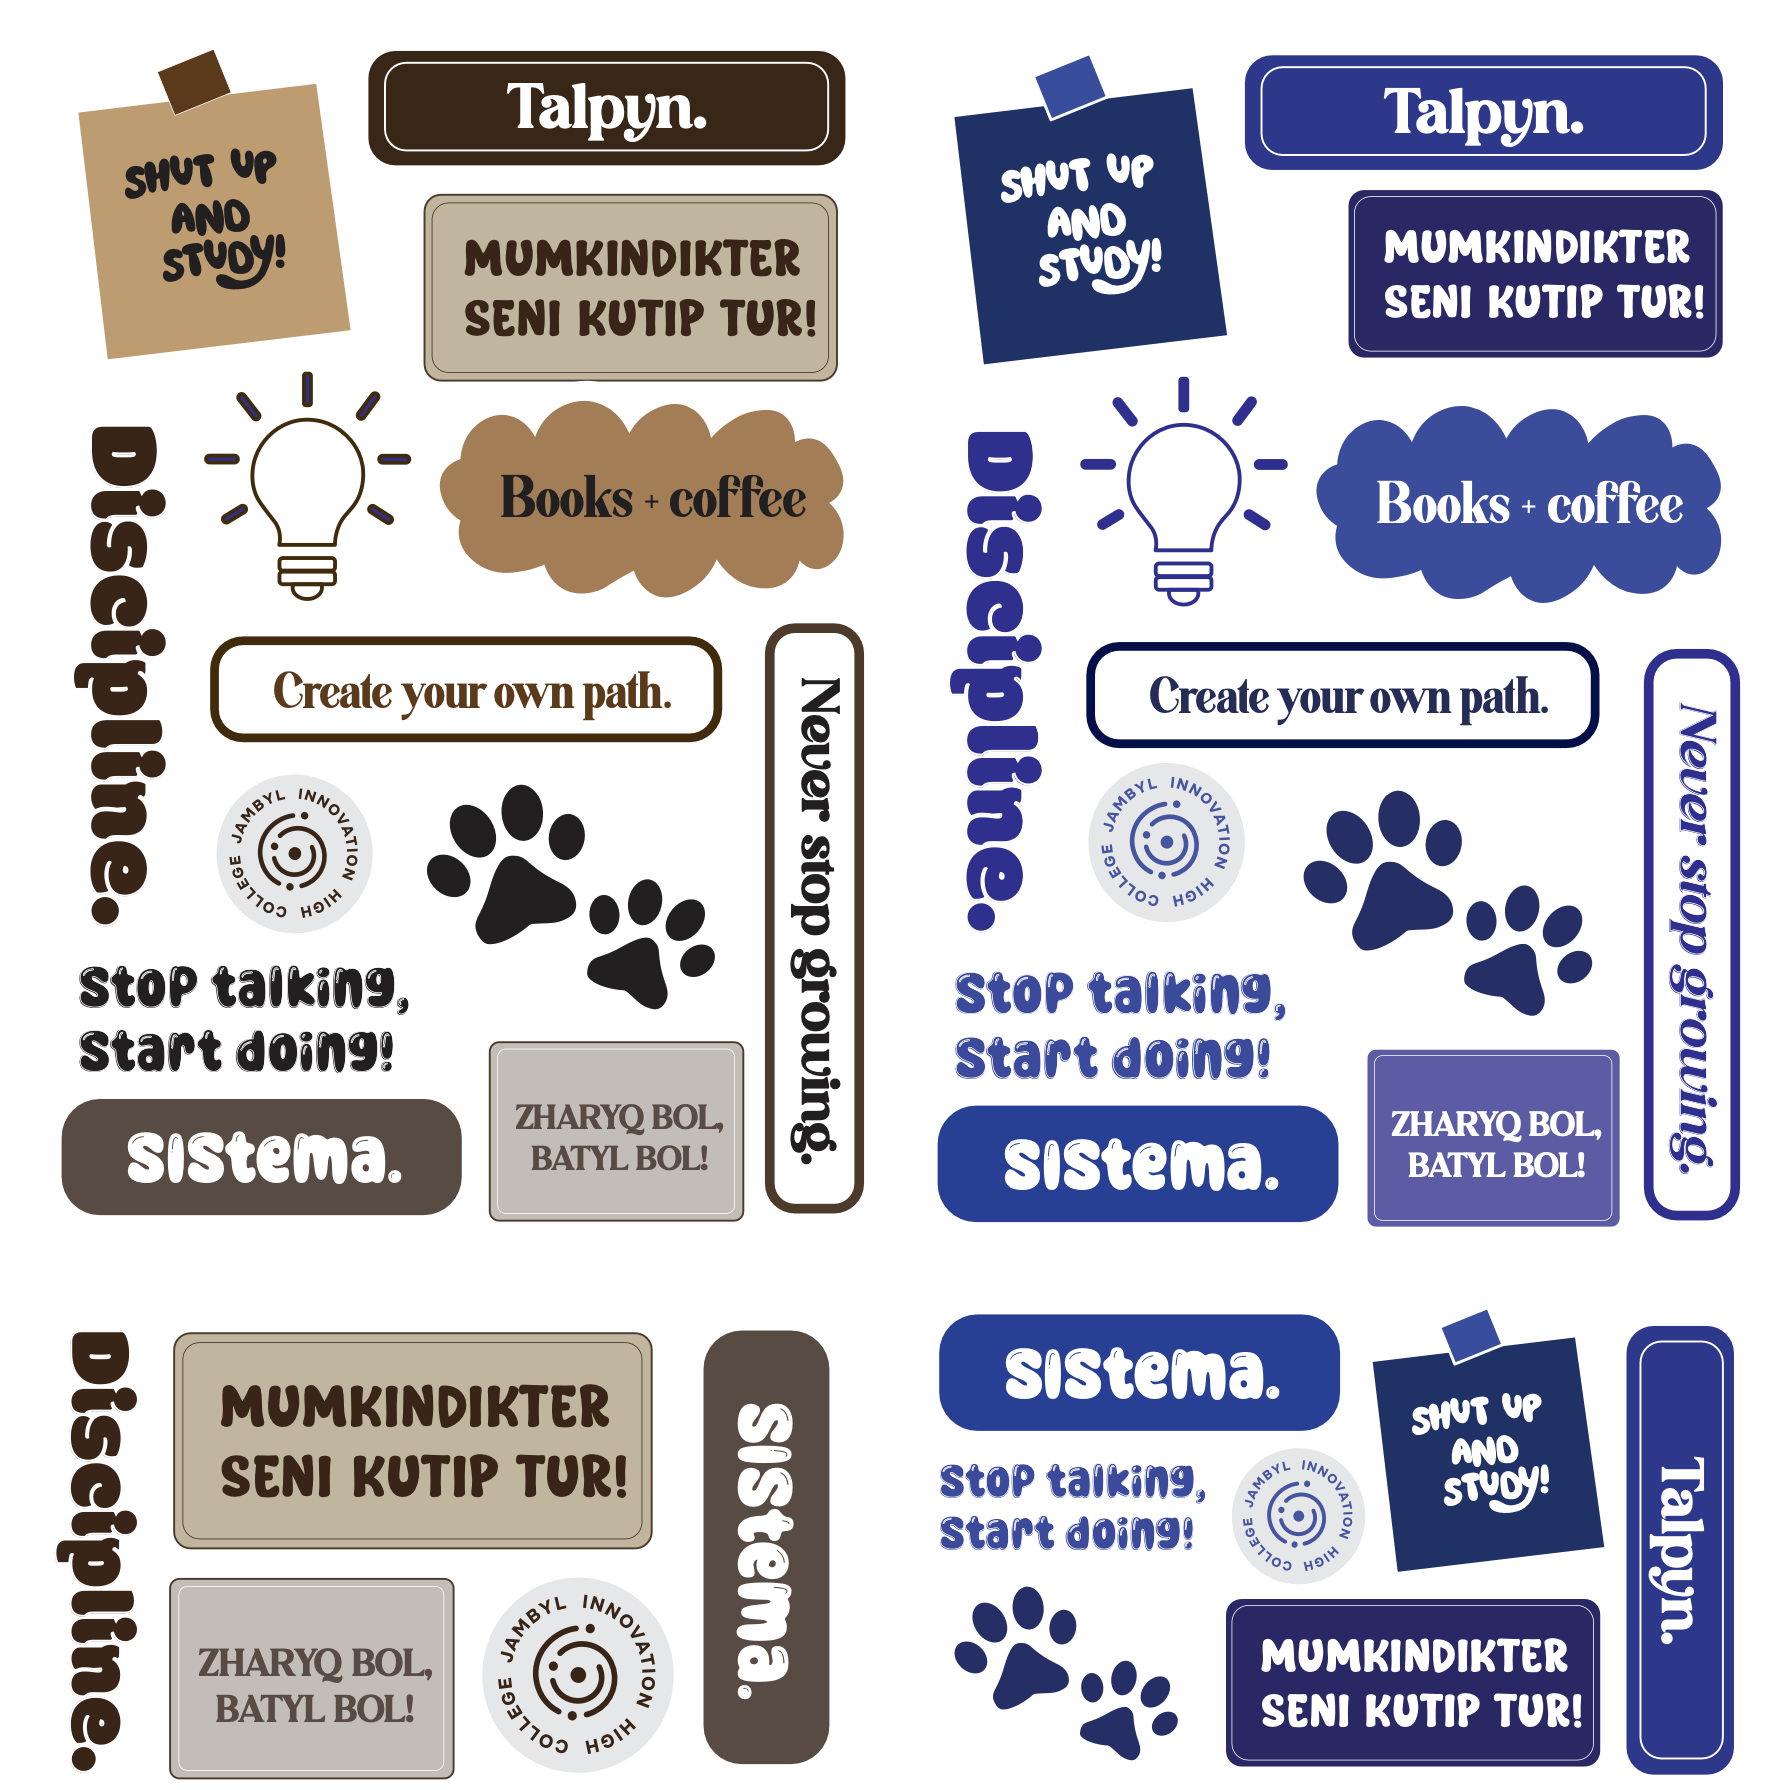 SHUT UP
AND
STUDY!
Talpyn.
MUMKINDIKTER
SENI KUTIP TUR!
Discipline.
Books + coffee
Create your own path.
Never stop growing.
JAMBYL INNOVATION HIGH COLLEGE
Stop talking,
Start doing!
Sistema.
ZHARYQ BOL,
BATYL BOL!
SHUT UP
AND
STUDY!
Talpyn.
MUMKINDIKTER
SENI KUTIP TUR!
Discipline.
Books + coffee
Create your own path.
Never stop growing.
JAMBYL INNOVATION HIGH COLLEGE
Stop talking,
Start doing!
Sistema.
ZHARYQ BOL,
BATYL BOL!
Discipline.
MUMKINDIKTER
SENI KUTIP TUR!
Sistema.
ZHARYQ BOL,
BATYL BOL!
JAMBYL INNOVATION HIGH COLLEGE
Sistema.
SHUT UP
AND
STUDY!
Talpyn.
Stop talking,
Start doing!
JAMBYL INNOVATION HIGH COLLEGE
MUMKINDIKTER
SENI KUTIP TUR!